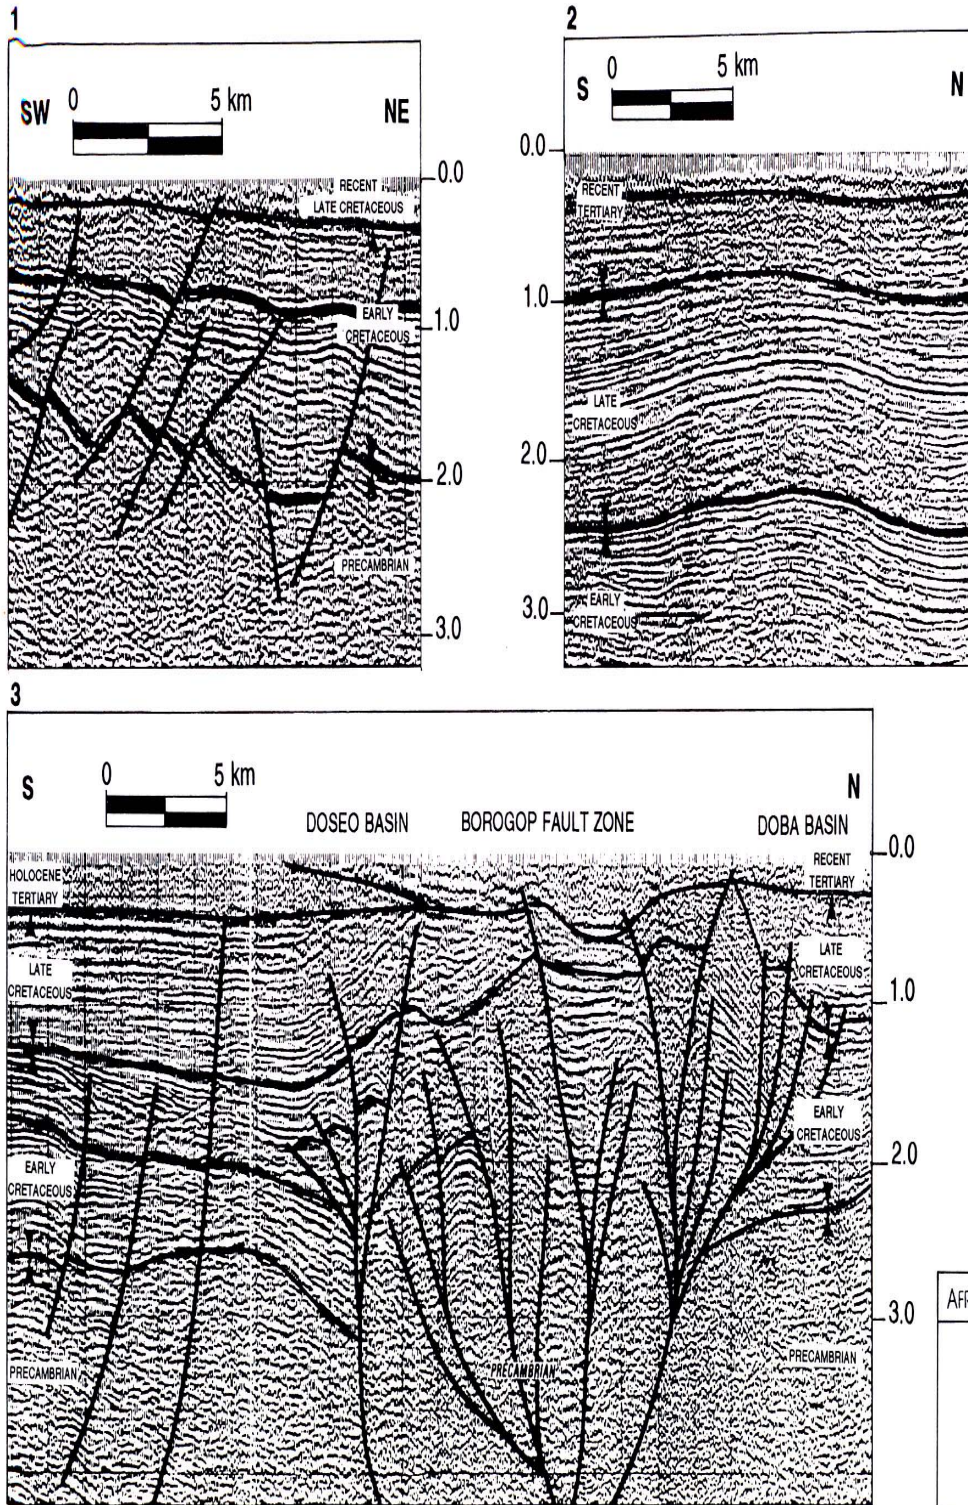 1
SW
0
5 km
NE
0.0
RECENT
LATE CRETACEOUS
EARLY
CRETACEOUS
1.0
2.0
PRECAMBRIAN
3.0
2
S
0
5 km
N
0.0
RECENT
TERTIARY
1.0
LATE
CRETACEOUS
2.0
EARLY
CRETACEOUS
3.0
3
S
0
5 km
N
DOSEO BASIN
BOROGOP FAULT ZONE
DOBA BASIN
0.0
HOLOCENE
TERTIARY
RECENT
TERTIARY
LATE
CRETACEOUS
LATE
CRETACEOUS
1.0
EARLY
CRETACEOUS
EARLY
CRETACEOUS
2.0
3.0
PRECAMBRIAN
PRECAMBRIAN
PRECAMBRIAN